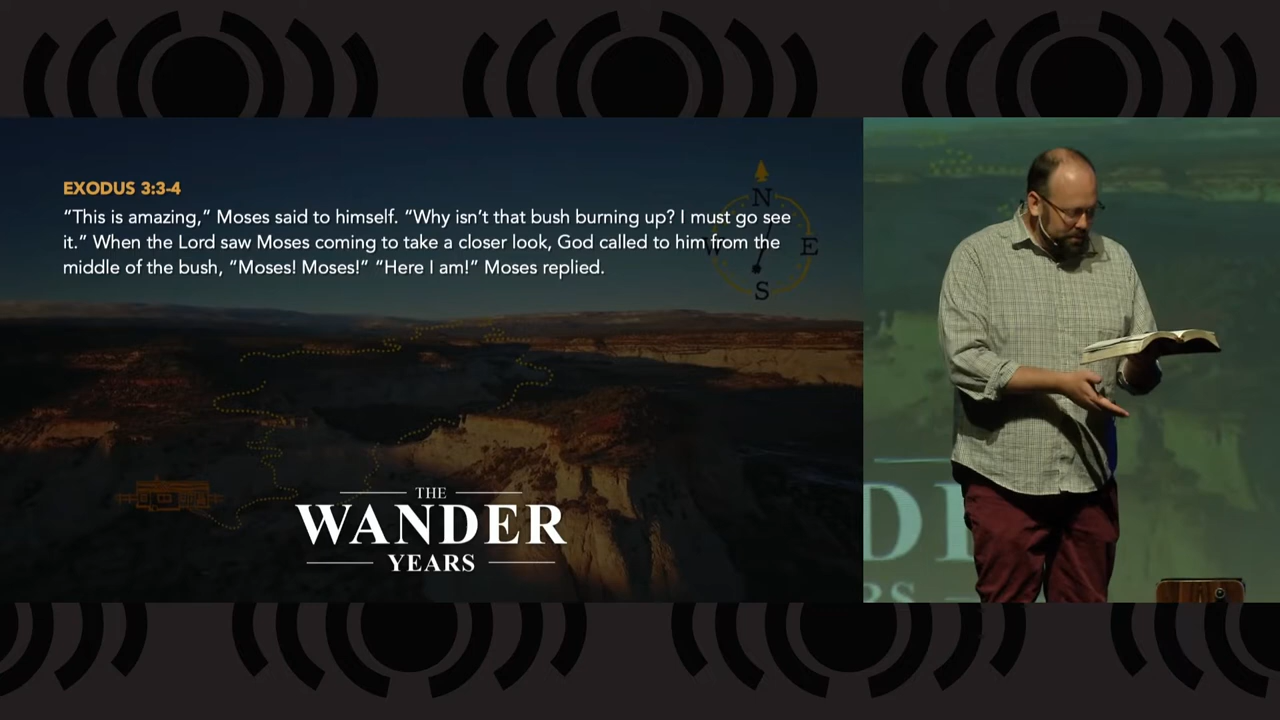 EXODUS 3:3-4
“This is amazing,” Moses said to himself. “Why isn’t that bush burning up? I must go see
it.” When the Lord saw Moses coming to take a closer look, God called to him from the
middle of the bush, “Moses! Moses!” “Here I am!” Moses replied.
N
W E
S
THE
WANDER
YEARS
DE
RS